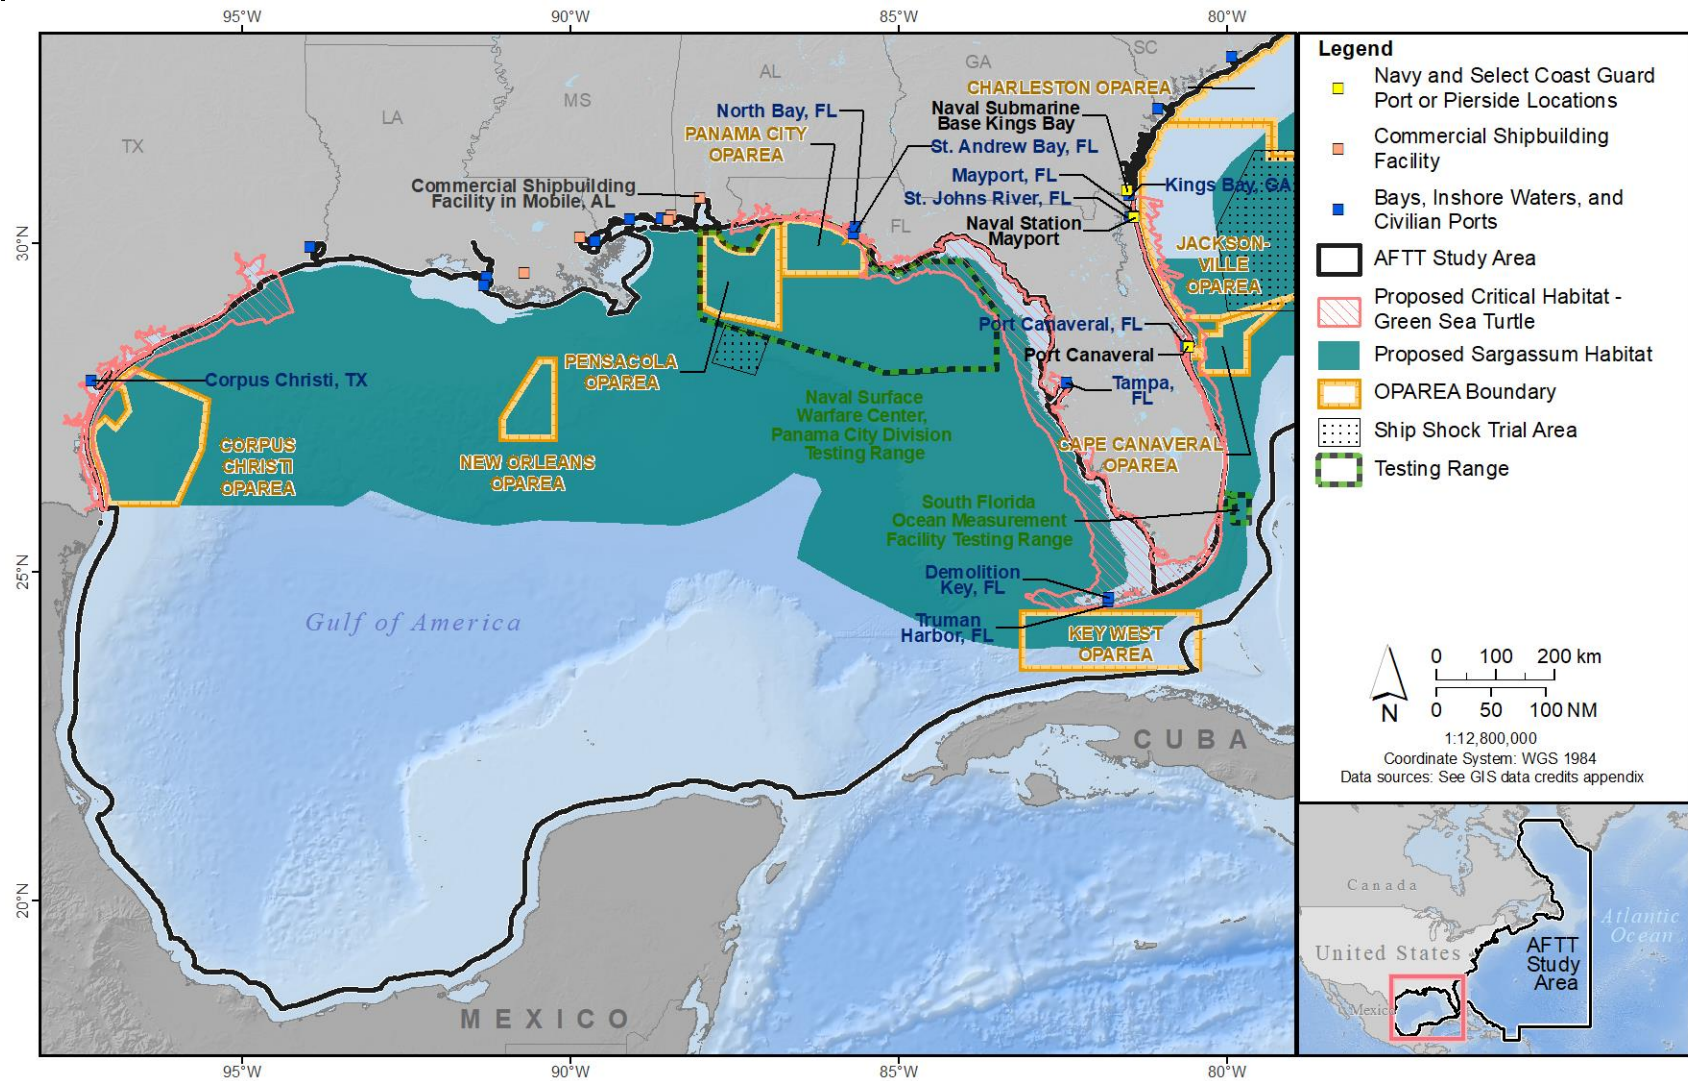 95°W
90°W
85°W
80°W
TX
LA
MS
AL
GA
SC
FL
CHARLESTON OPAREA
Naval Submarine
Base Kings Bay
North Bay, FL
PANAMA CITY
OPAREA
St. Andrew Bay, FL
Mayport, FL
Kings Bay, GA
St. Johns River, FL
Commercial Shipbuilding
Facility in Mobile, AL
Naval Station
Mayport
JACKSON-
VILLE
OPAREA
30°N
Port Canaveral, FL
Port Canaveral
PENSACOLA
OPAREA
Corpus Christi, TX
Tampa,
FL
Naval Surface
Warfare Center,
Panama City Division
Testing Range
CORPUS
CHRISTI
OPAREA
NEW ORLEANS
OPAREA
CAPE CANAVERAL
OPAREA
South Florida
Ocean Measurement
Facility Testing Range
25°N
Demolition
Key, FL
Truman
Harbor, FL
KEY WEST
OPAREA
Gulf of America
CUBA
20°N
MEXICO
95°W
90°W
85°W
80°W
Legend
Navy and Select Coast Guard
Port or Pierside Locations
Commercial Shipbuilding
Facility
Bays, Inshore Waters, and
Civilian Ports
AFTT Study Area
Proposed Critical Habitat -
Green Sea Turtle
Proposed Sargassum Habitat
OPAREA Boundary
Ship Shock Trial Area
Testing Range
N
0 100 200 km
0 50 100 NM
1:12,800,000
Coordinate System: WGS 1984
Data sources: See GIS data credits appendix
Canada
United States
Mexico
Atlantic
Ocean
AFTT
Study
Area